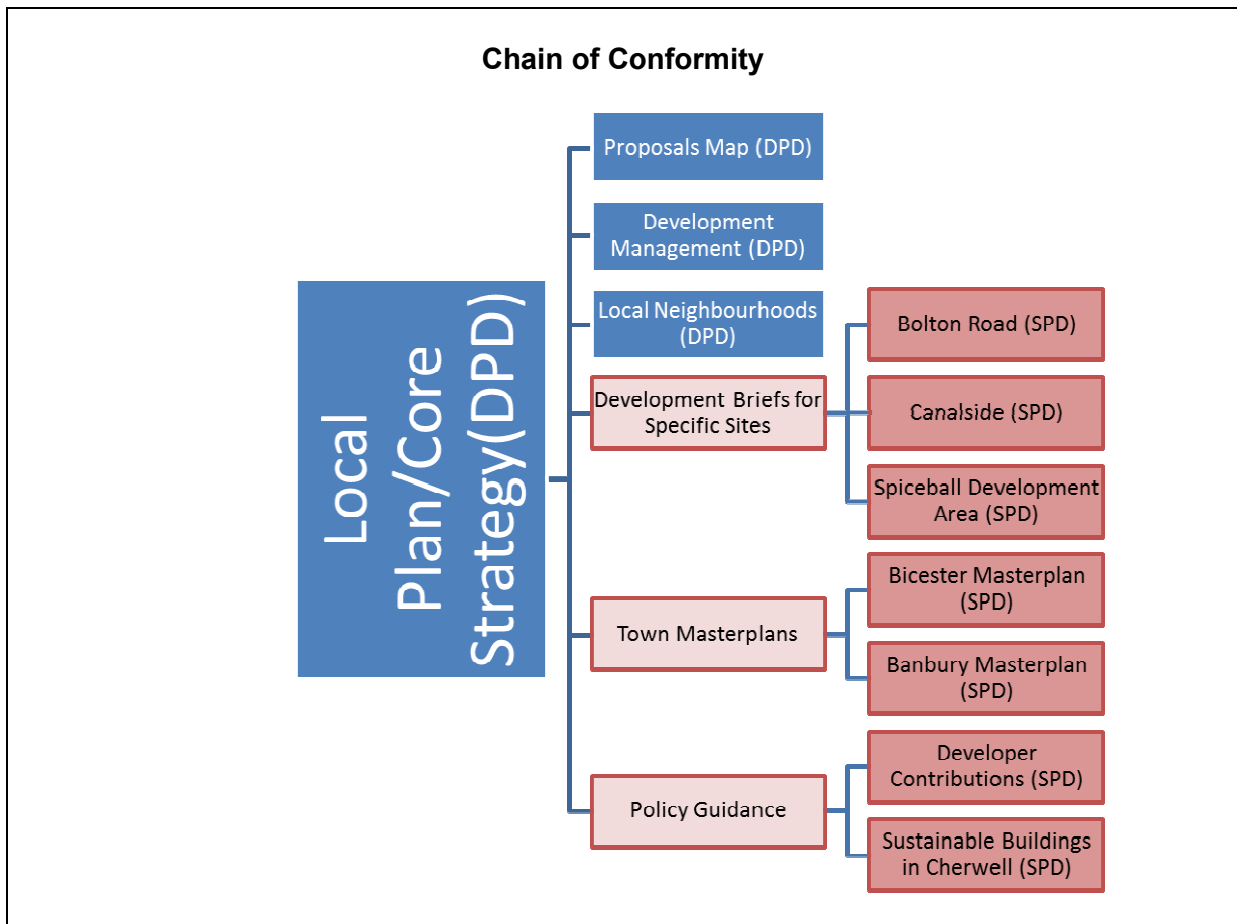 Chain of Conformity
Local
Plan/Core
Strategy(DPD)
Proposals Map (DPD)
Development
Management (DPD)
Local Neighbourhoods
(DPD)
Development Briefs for
Specific Sites
Bolton Road (SPD)
Canalside (SPD)
Spiceball Development
Area (SPD)
Town Masterplans
Bicester Masterplan
(SPD)
Banbury Masterplan
(SPD)
Policy Guidance
Developer
Contributions (SPD)
Sustainable Buildings
in Cherwell (SPD)